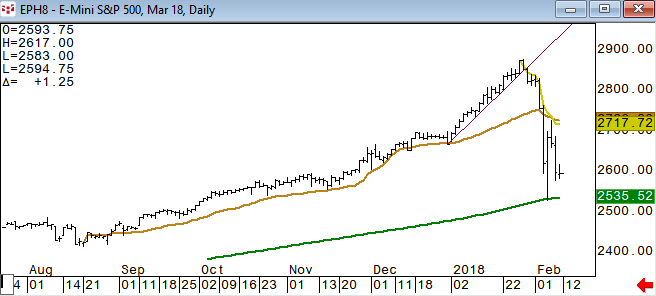 EPH8 - E-Mini S&P 500, Mar 18, Daily
O=2593.75
H=2617.00
L=2583.00
L=2594.75
Δ= +1.25
2900.00
2800.00
2717.72
2600.00
2535.52
2500.00
2400.00
Aug Sep Oct Nov Dec 2018 Feb
4 14 21 01 11 18 25 02 09 16 23 01 13 20 01 11 18 02 22 01 12